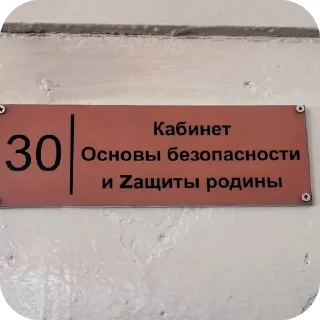 30
Кабинет
Основы безопасности
и Zащиты родины